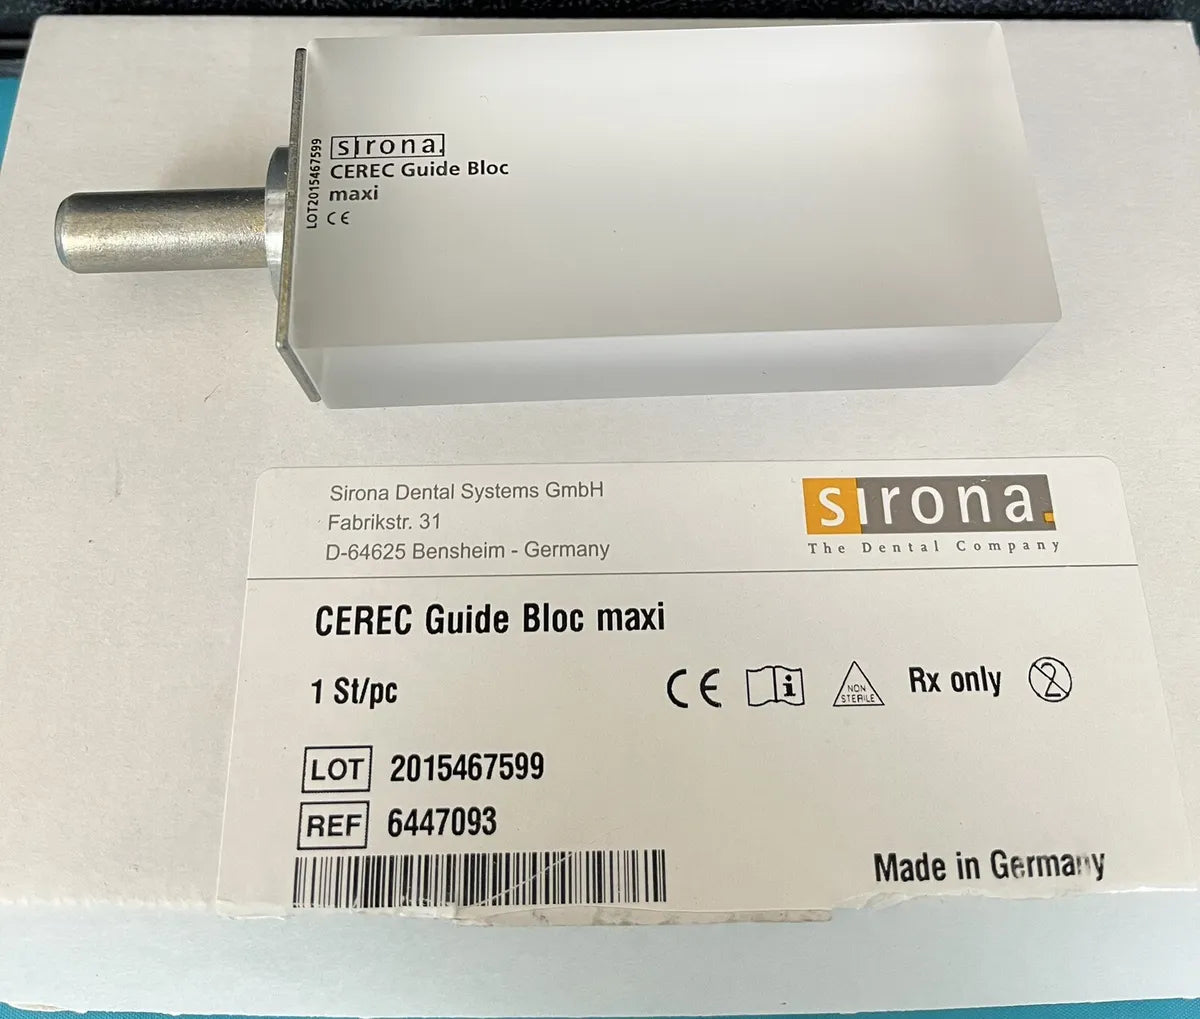 LOT2015467599
sirona.
CEREC Guide Bloc
maxi
CE
Sirona Dental Systems GmbH
Fabrikstr. 31
D-64625 Bensheim - Germany
sirona.
The Dental Company
CEREC Guide Bloc maxi
1 St/pc
CE
i
NON
STERILE
Rx only
2
LOT 2015467599
REF 6447093
Made in Germany